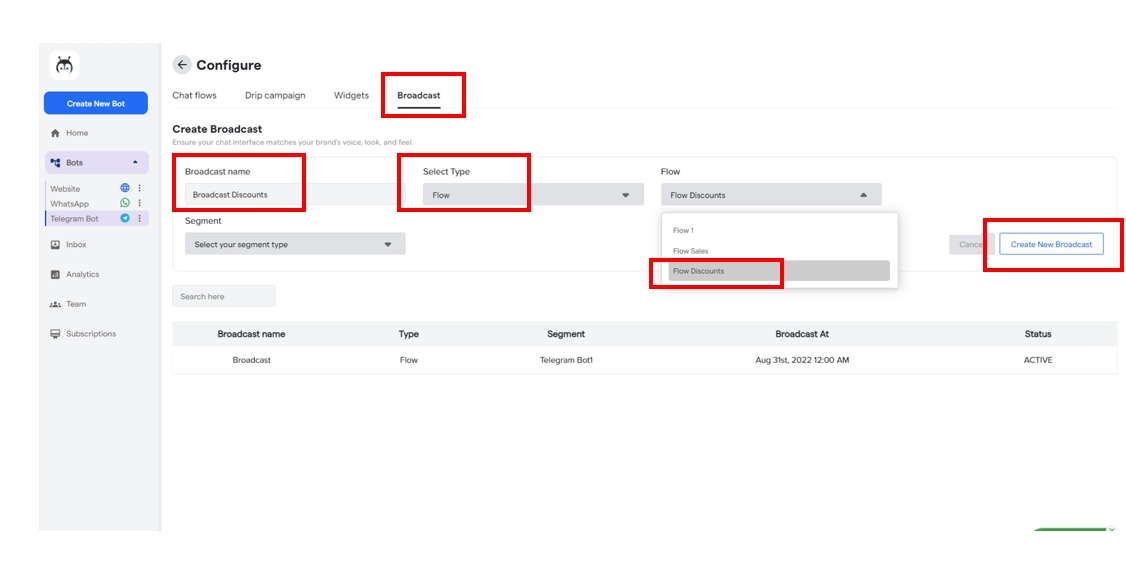 Configure
Create New Bot
Home
Bots
Website
WhatsApp
Telegram Bot
Inbox
Analytics
Team
Subscriptions
Chat flows Drip campaign Widgets Broadcast
Create Broadcast
Ensure your chat interface matches your brand's voice, look, and feel.
Broadcast name Select Type Flow
Broadcast Discounts Flow Flow Discounts
Segment
Select your segment type
Flow 1
Flow Sales
Flow Discounts
Create New Broadcast
Search here
Broadcast name Type Segment Broadcast At Status
Broadcast Flow Telegram Bot1 Aug 31st, 2022 12:00 AM ACTIVE